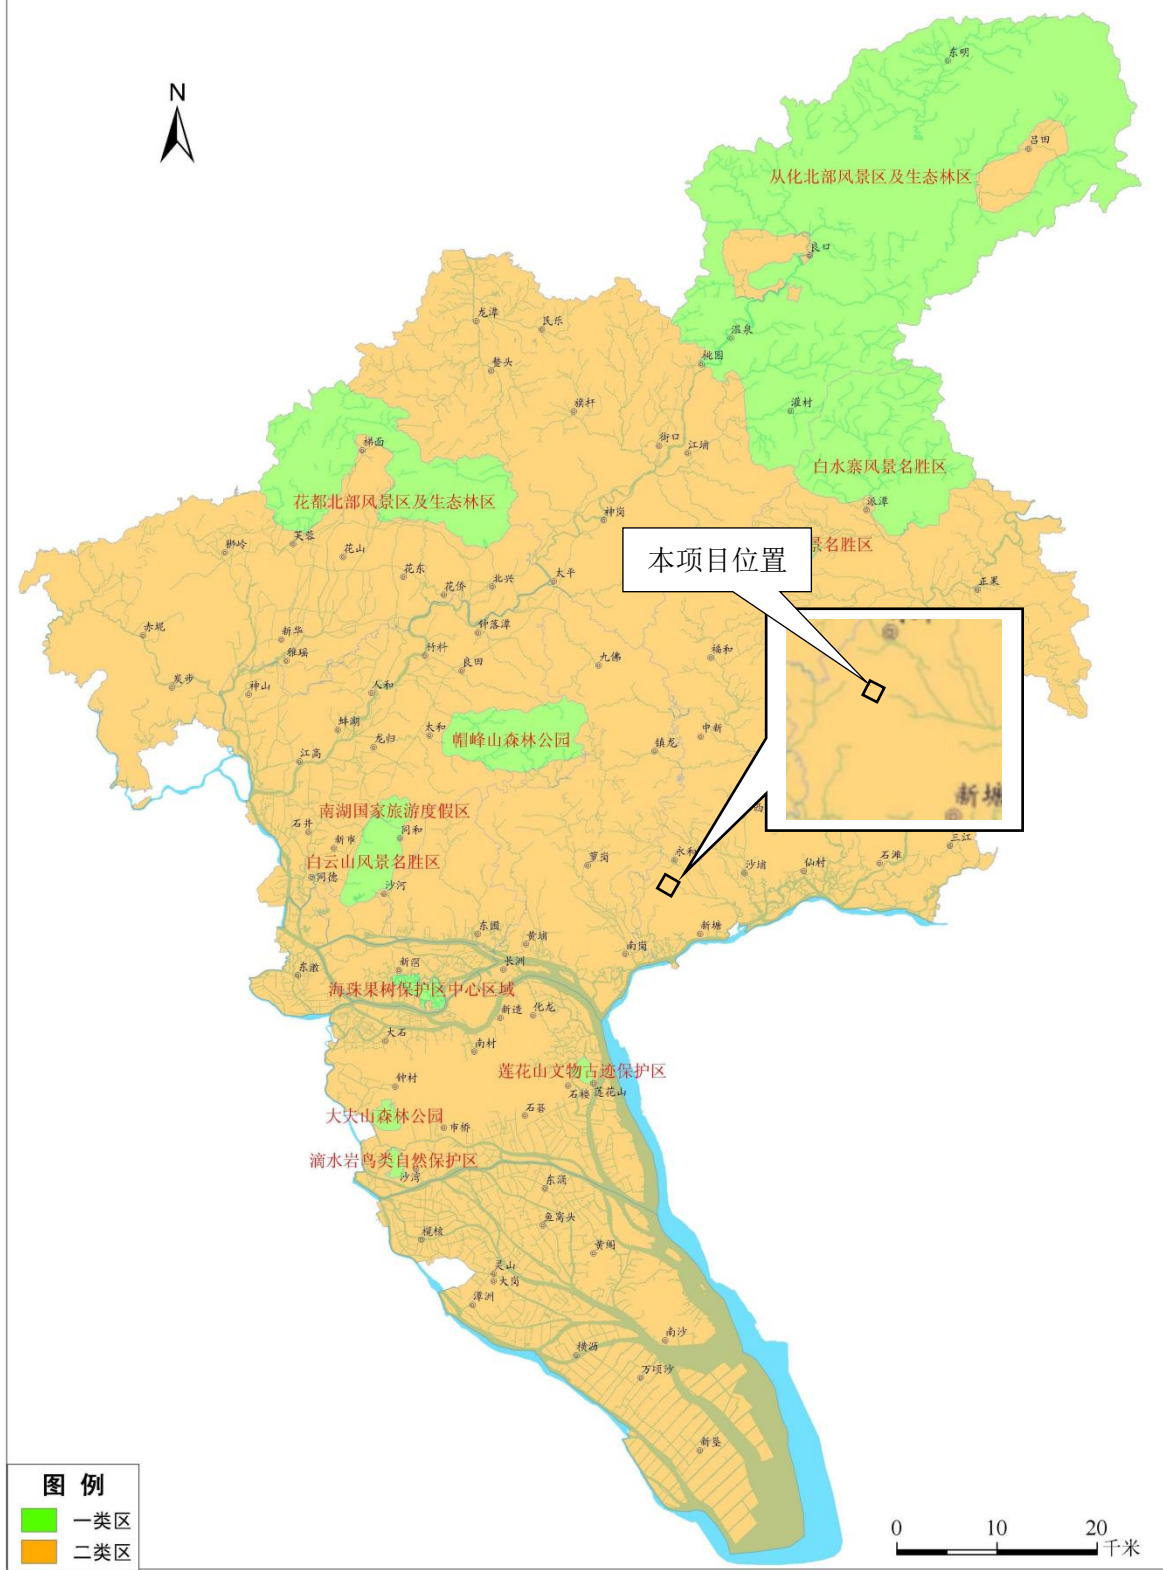 N
东明
吕田
从化北部风景区及生态林区
良口
龙潭
民乐
温泉
桃园
鳌头
旗杆
灌村
街口
江埔
梯面
白水寨风景名胜区
花都北部风景区及生态林区
派潭
神岗
芙蓉
狮岭
花山
景名胜区
本项目位置
花东
花侨
北兴
太平
正果
赤坭
新华
雅瑶
钟落潭
竹料
良田
九佛
福和
炭步
神山
人和
蚌湖
太和
龙归
帽峰山森林公园
镇龙
中新
江高
新塘
南湖国家旅游度假区
石井
新市
同和
西
三江
白云山风景名胜区
同德
沙河
萝岗
永和
沙埔
仙村
石滩
东圃
黄埔
新塘
南岗
东漖
新滘
长洲
海珠果树保护区中心区域
新造
化龙
大石
南村
莲花山文物古迹保护区
钟村
石楼
莲花山
石碁
大夫山森林公园
市桥
滴水岩鸟类自然保护区
沙湾
东涌
鱼窝头
榄核
黄阁
灵山
大岗
潭洲
南沙
横沥
万顷沙
新垦
图 例
一类区
二类区
0 10 20
千米